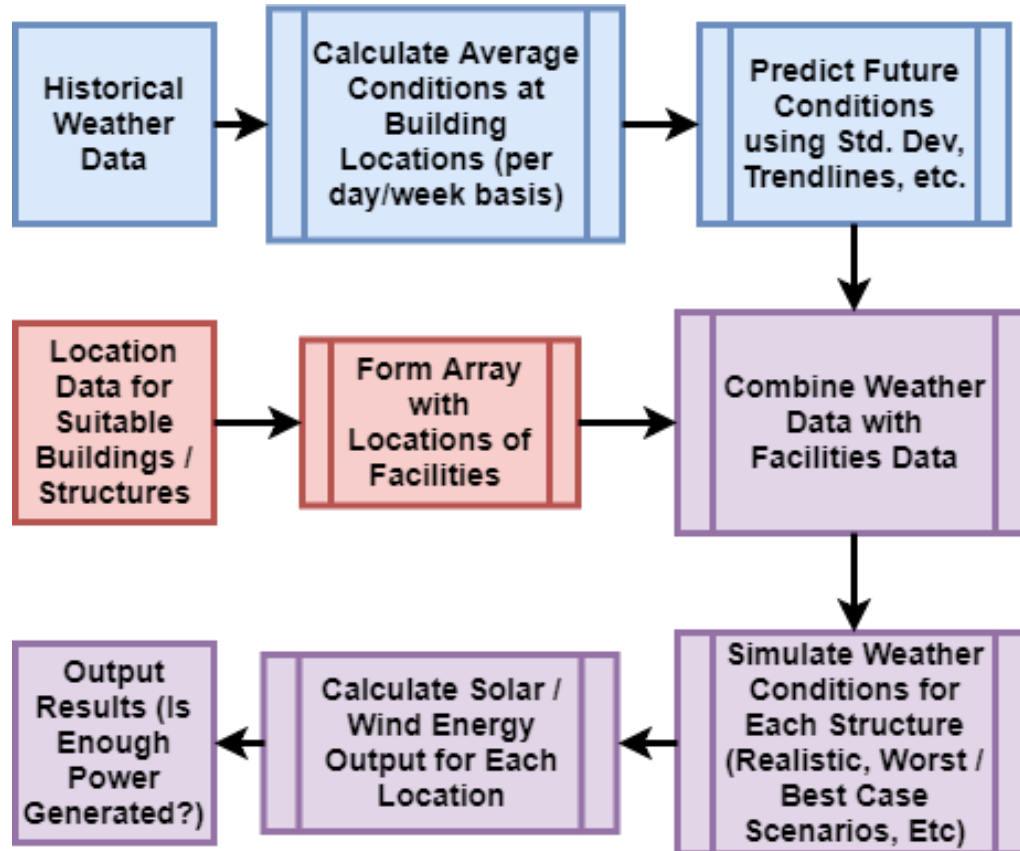 Historical
Weather
Data
Calculate Average
Conditions at
Building
Locations (per
day/week basis)
Predict Future
Conditions
using Std. Dev,
Trendlines, etc.
Location
Data for
Suitable
Buildings /
Structures
Form Array
with
Locations of
Facilities
Combine Weather
Data with
Facilities Data
Output
Results (Is
Enough
Power
Generated?)
Calculate Solar /
Wind Energy
Output for Each
Location
Simulate Weather
Conditions for
Each Structure
(Realistic, Worst /
Best Case
Scenarios, Etc)